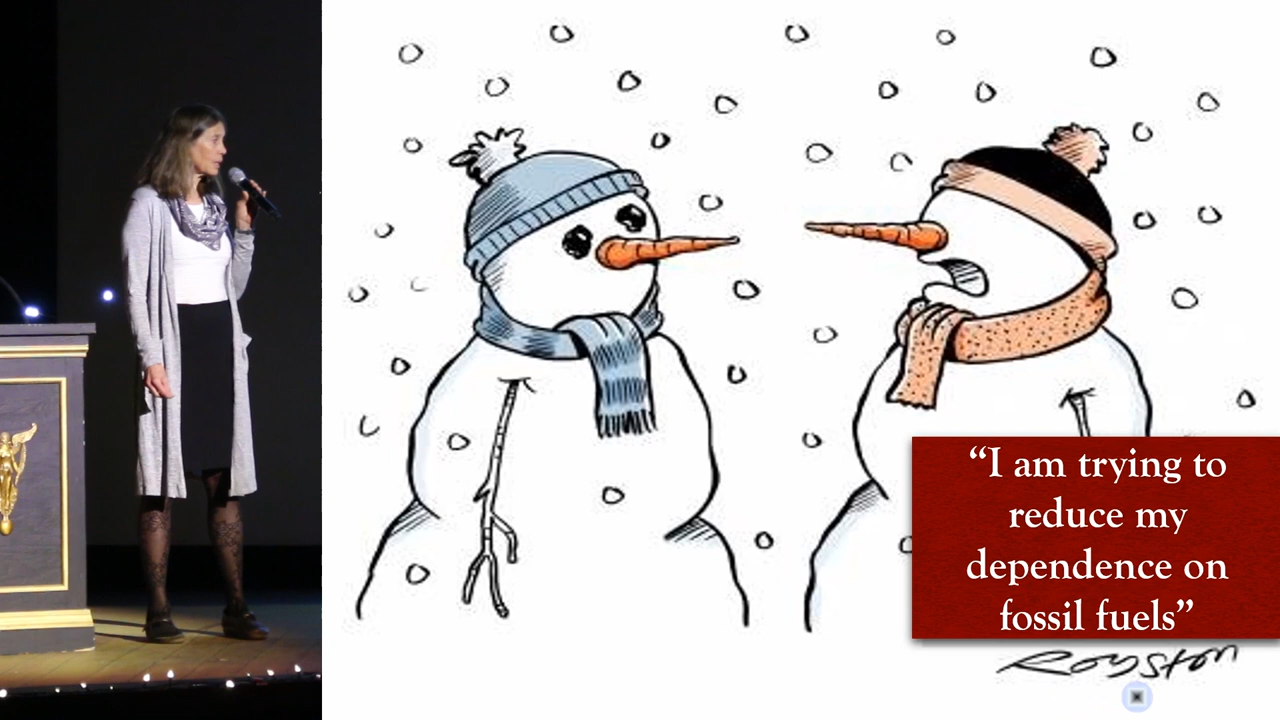 “I am trying to
reduce my
dependence on
fossil fuels”
Royston